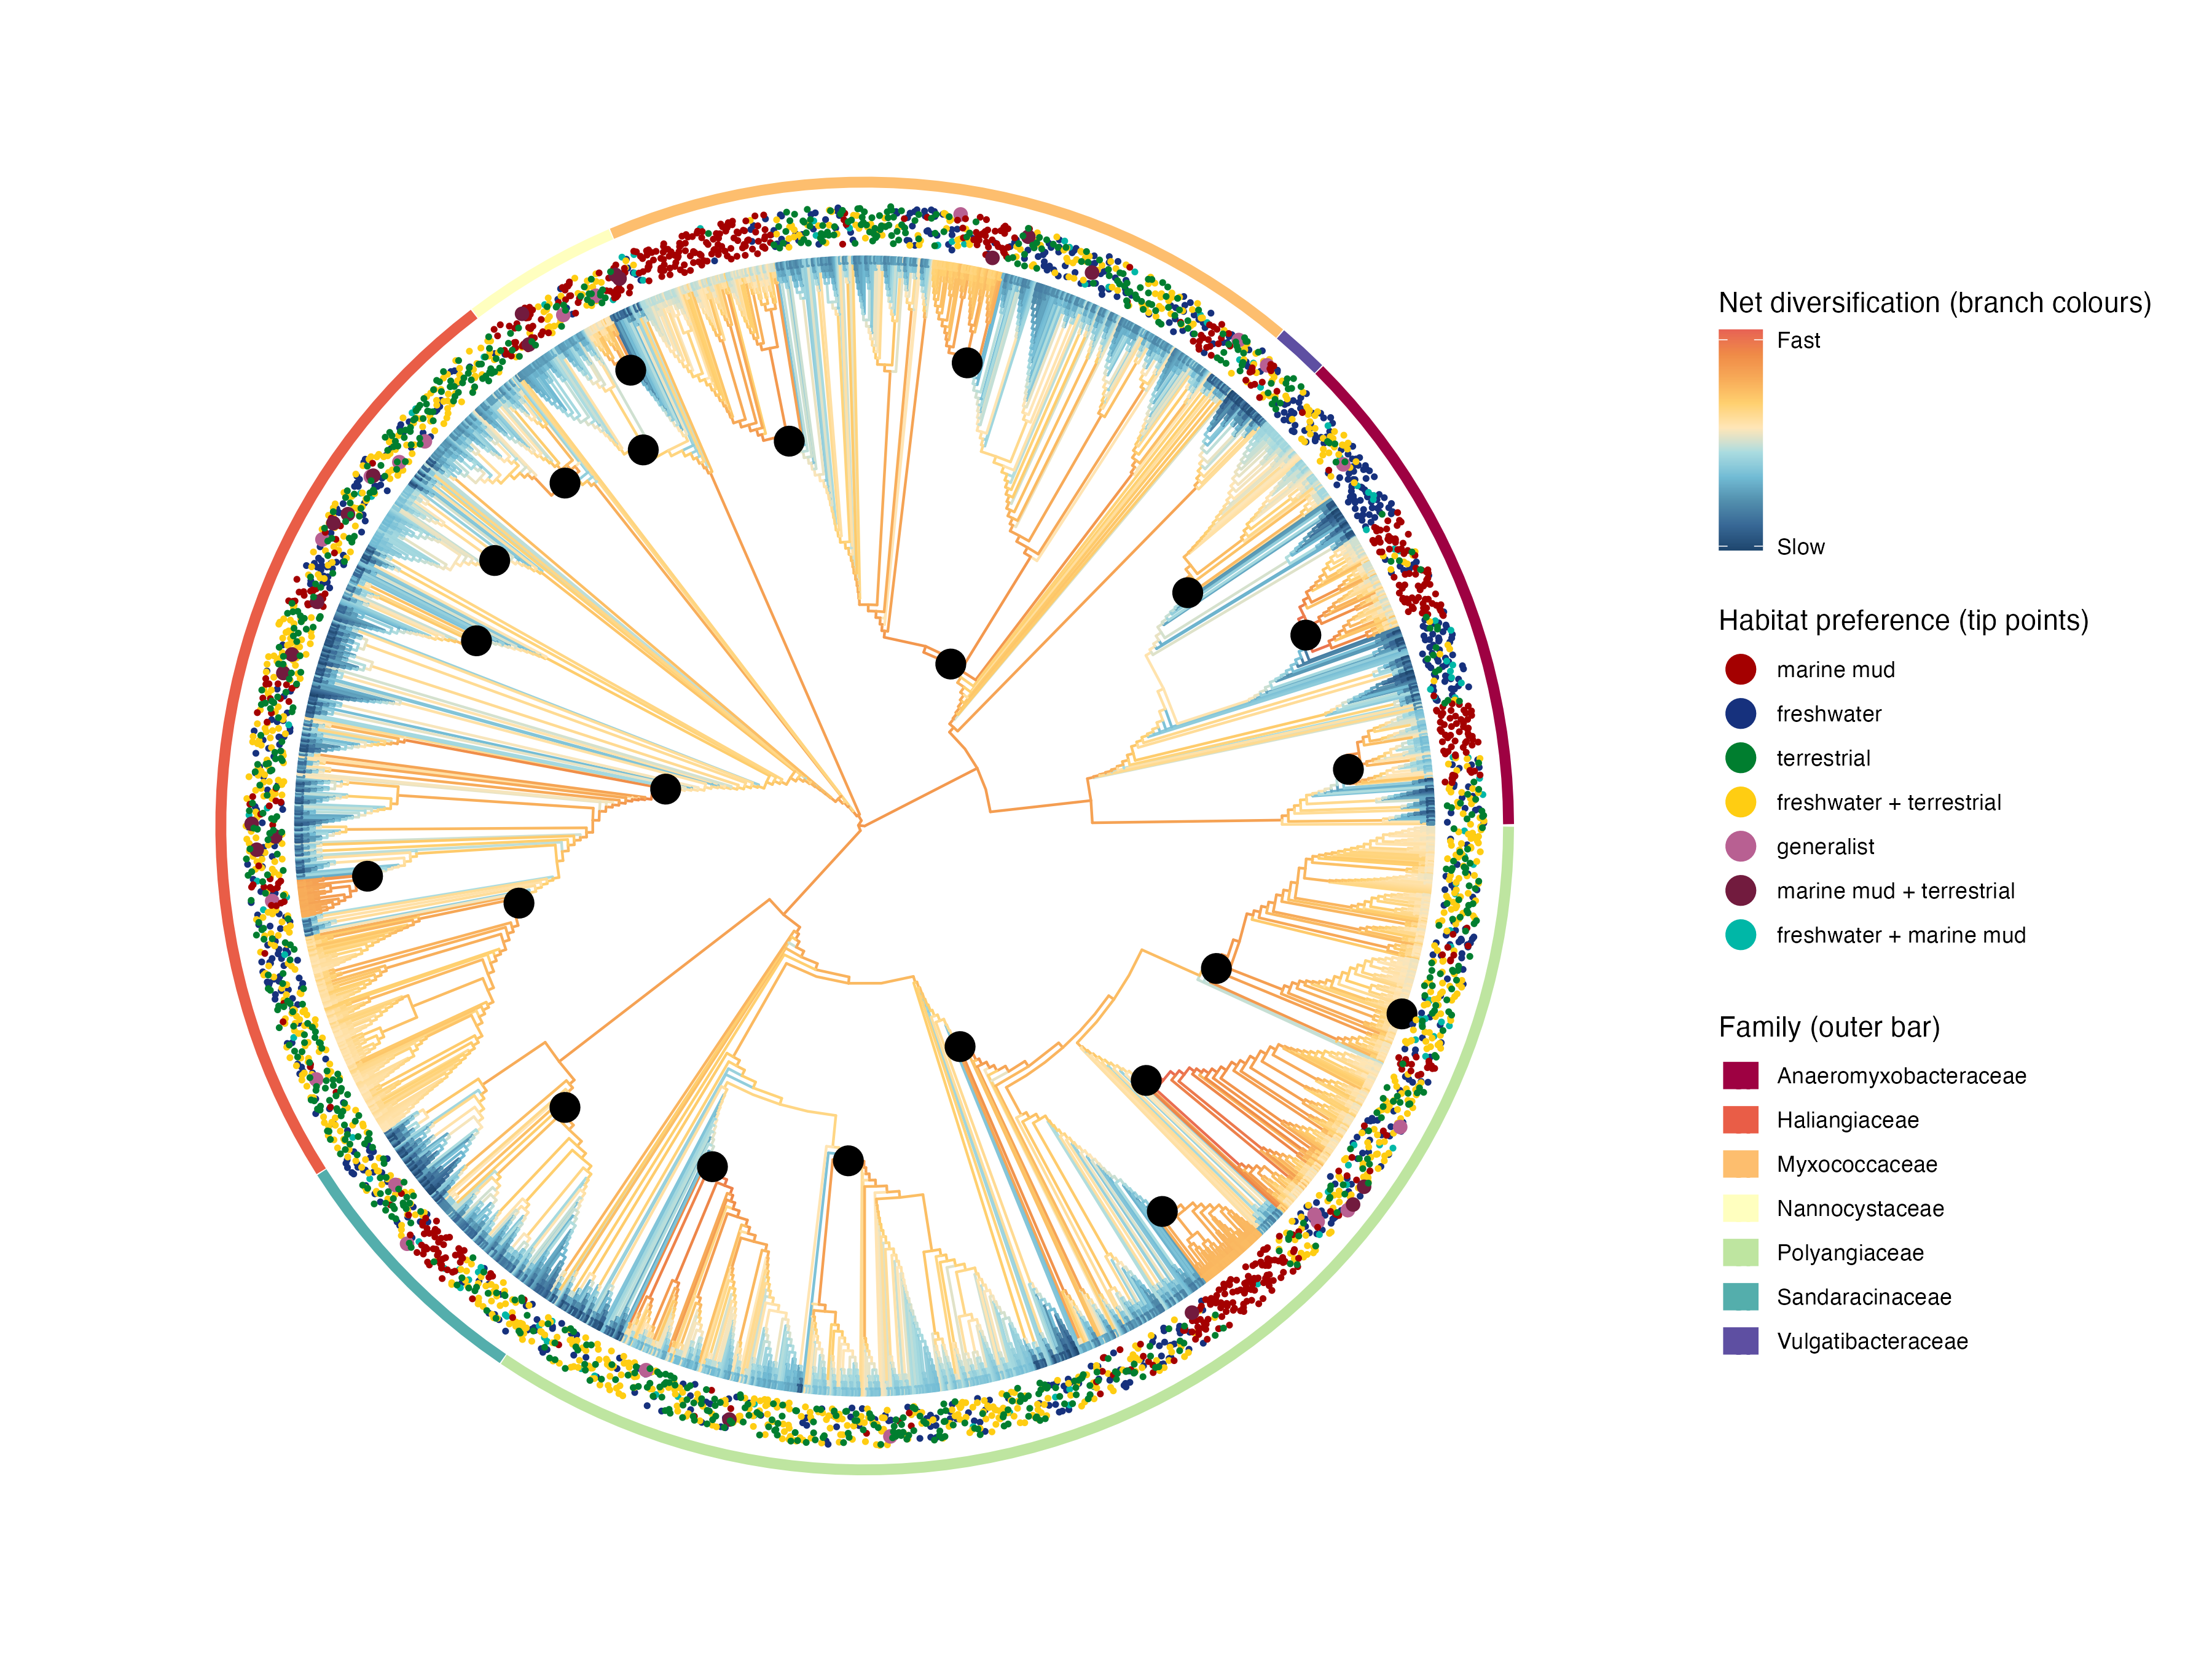 Net diversification (branch colours)
Fast
Slow
Habitat preference (tip points)
marine mud
freshwater
terrestrial
freshwater + terrestrial
generalist
marine mud + terrestrial
freshwater + marine mud
Family (outer bar)
Anaeromyxobacteraceae
Haliangiaceae
Myxococcaceae
Nannocystaceae
Polyangiaceae
Sandaracinaceae
Vulgatibacteraceae